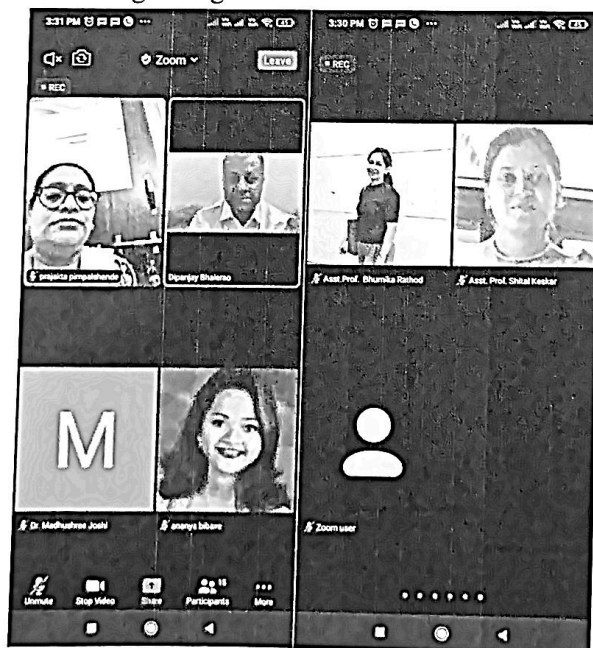 3:31 PM
Zoom
Leave
REC
prajakta pimpalshende
Dipanjay Bhalerao
M
Dr. Madhushree Joshi
ananya bibave
Unmute
Stop Video
Share
15
Participants
More
3:30 PM
REC
Asst.Prof. Bhumika Rathod
Asst. Prof. Shital Keskar
Zoom user